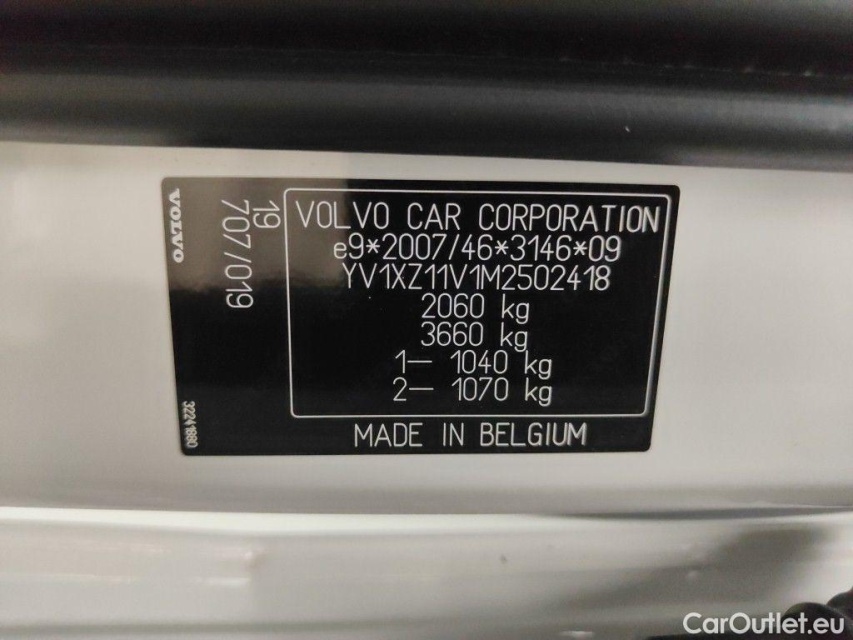 VOLVO
19
707/019
32241880
VOLVO CAR CORPORATION
e9*2007/46*3146*09
YV1XZ11V1M2502418
2060 kg
3660 kg
1— 1040 kg
2— 1070 kg
MADE IN BELGIUM
CarOutlet.eu